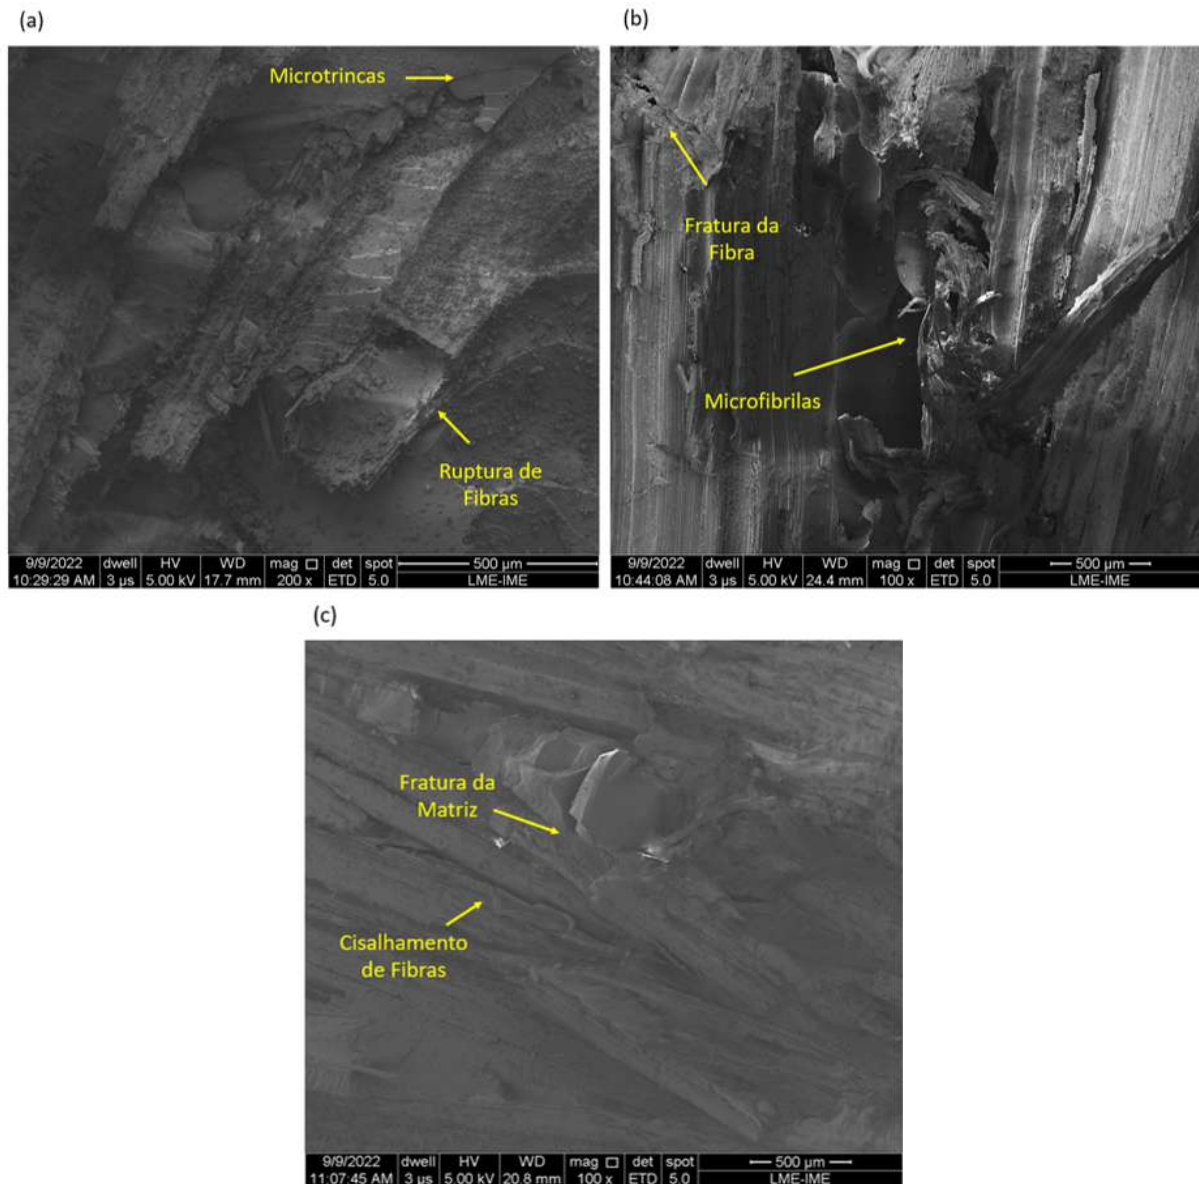 (a)
Microtrincas
Ruptura de
Fibras
9/9/2022 dwell HV WD mag □ det spot 500 µm
10:29:29 AM 3 µs 5.00 kV 17.7 mm 200 x ETD 5.0 LME-IME
(b)
Fratura da
Fibra
Microfibrilas
9/9/2022 dwell HV WD mag □ det spot 500 µm
10:44:08 AM 3 µs 5.00 kV 24.4 mm 100 x ETD 5.0 LME-IME
(c)
Fratura da
Matriz
Cisalhamento
de Fibras
9/9/2022 dwell HV WD mag □ det spot 500 µm
11:07:45 AM 3 µs 5.00 kV 20.8 mm 100 x ETD 5.0 LME-IME